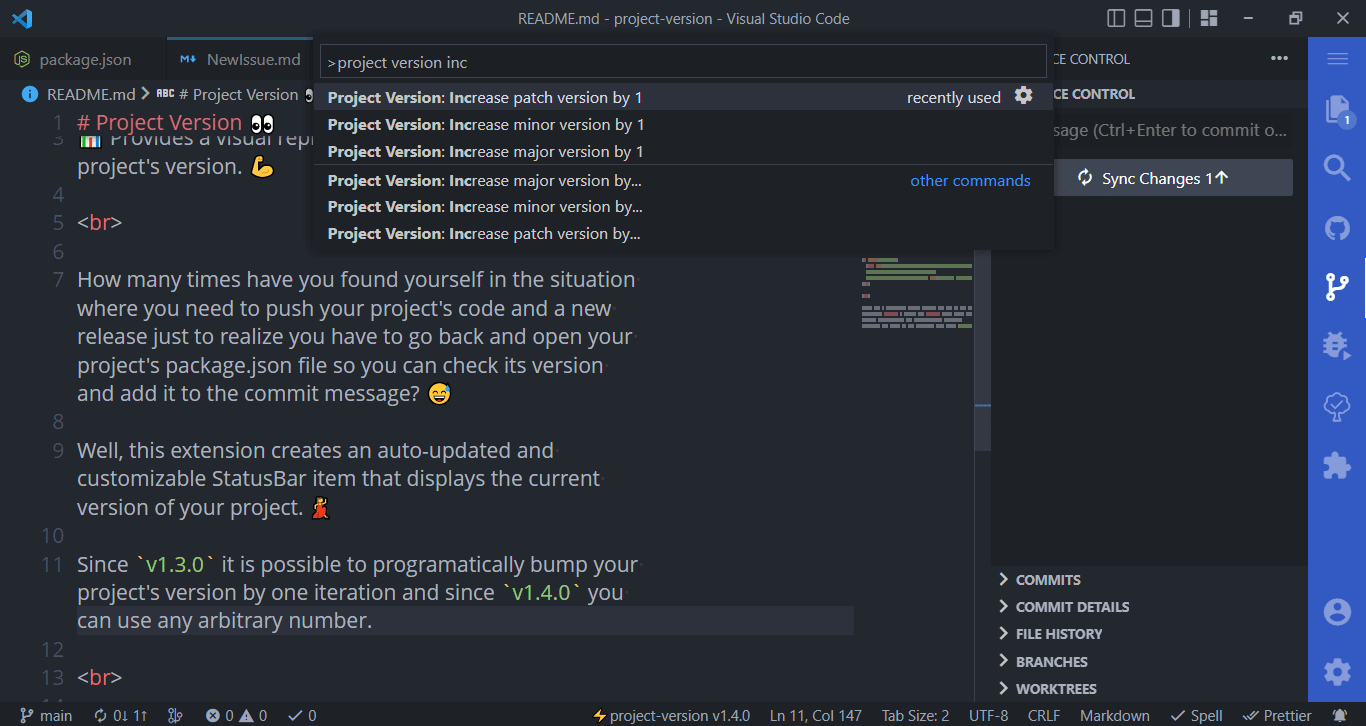 README.md - project-version - Visual Studio Code
package.json
NewIssue.md
>project version inc
CE CONTROL
README.md > # Project Version
Project Version: Increase patch version by 1 recently used
Project Version: Increase minor version by 1
Project Version: Increase major version by 1
Project Version: Increase major version by... other commands
Project Version: Increase minor version by...
Project Version: Increase patch version by...
CE CONTROL
sage (Ctrl+Enter to commit o...
Sync Changes 1↑
1 # Project Version 👀
3 📊 Provides a visual repr
project's version. 💪
4
5 <br>
6
7 How many times have you found yourself in the situation
where you need to push your project's code and a new
release just to realize you have to go back and open your
project's package.json file so you can check its version
and add it to the commit message? 😅
8
9 Well, this extension creates an auto-updated and
customizable StatusBar item that displays the current
version of your project. 💃
10
11 Since `v1.3.0` it is possible to programatically bump your
project's version by one iteration and since `v1.4.0` you
can use any arbitrary number.
12
13 <br>
COMMITS
COMMIT DETAILS
FILE HISTORY
BRANCHES
WORKTREES
1
main 0↓ 1↑ 0 0 0 ⚡project-version v1.4.0 Ln 11, Col 147 Tab Size: 2 UTF-8 CRLF Markdown Spell Prettier